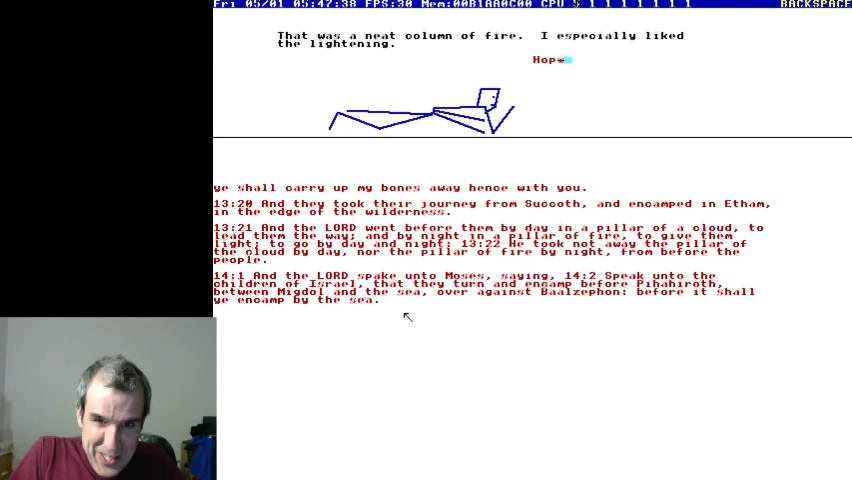 Fri 05/01 05:47:38 FPS:30 Mem:00B1AA0C00 CPU 1 1 1 1 1 1 1 BACKSPACE
That was a neat column of fire. I especially liked
the lightening.
Hop
ye shall carry up my bones away hence with you.
13:20 And they took their journey from Succoth, and encamped in Etham,
in the edge of the wilderness.
13:21 And the LORD went before them by day in a pillar of a cloud, to
lead them the way; and by night in a pillar of fire, to give them
light; to go by day and night: 13:22 He took not away the pillar of
the cloud by day, nor the pillar of fire by night, from before the
people.
14:1 And the LORD spake unto Moses, saying, 14:2 Speak unto the
children of Israel, that they turn and encamp before Pihahiroth,
between Migdol and the sea, over against Baalzephon: before it shall
ye encamp by the sea.